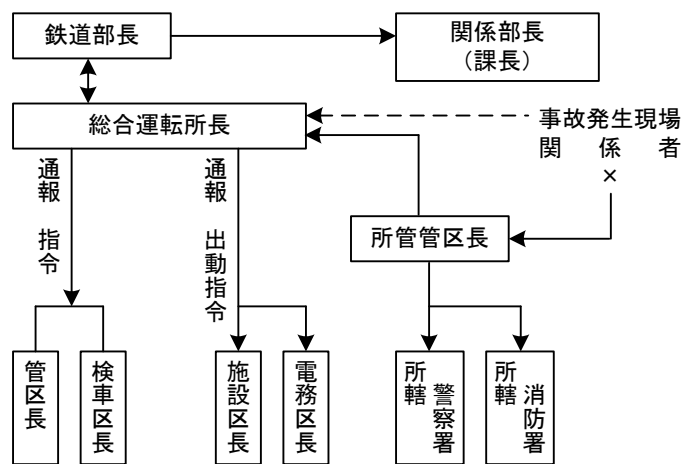 鉄道部長
関係部長
(課長)
総合運転所長
事故発生現場
関係者
×
通報 指令
通報 出動指令
所管管区長
管区長
検車区長
施設区長
電務区長
所轄警察署
所轄消防署